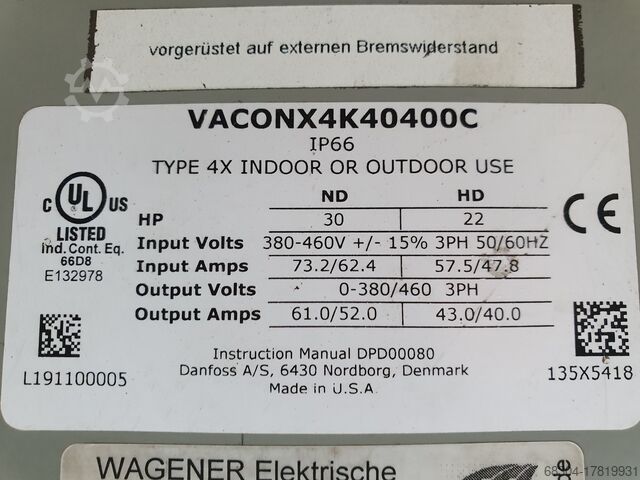 vorgerüstet auf externen Bremswiderstand
VACONX4K40400C
IP66
TYPE 4X INDOOR OR OUTDOOR USE
C UL US
LISTED
Ind. Cont. Eq.
66D8
E132978
ND HD
HP 30 22
Input Volts 380-460V +/- 15% 3PH 50/60HZ
Input Amps 73.2/62.4 57.5/47.8
Output Volts 0-380/460 3PH
Output Amps 61.0/52.0 43.0/40.0
CE
Instruction Manual DPD00080
Danfoss A/S, 6430 Nordborg, Denmark
Made in U.S.A.
L191100005
135X5418
WAGENER Elektrische